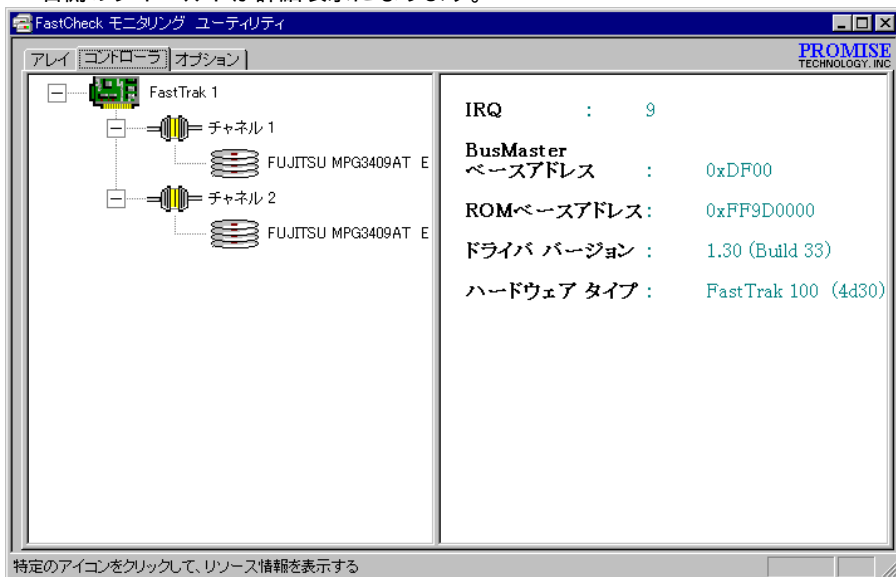 FastCheck モニタリング ユーティリティ
アレイ コントローラ オプション
PROMISE
TECHNOLOGY, INC
FastTrak 1
チャネル 1
FUJITSU MPG3409AT E
チャネル 2
FUJITSU MPG3409AT E
IRQ : 9
BusMaster
ベースアドレス : 0xDF00
ROMベースアドレス : 0xFF9D0000
ドライバ バージョン : 1.30 (Build 33)
ハードウェア タイプ : FastTrak 100 (4d30)
特定のアイコンをクリックして、リソース情報を表示する